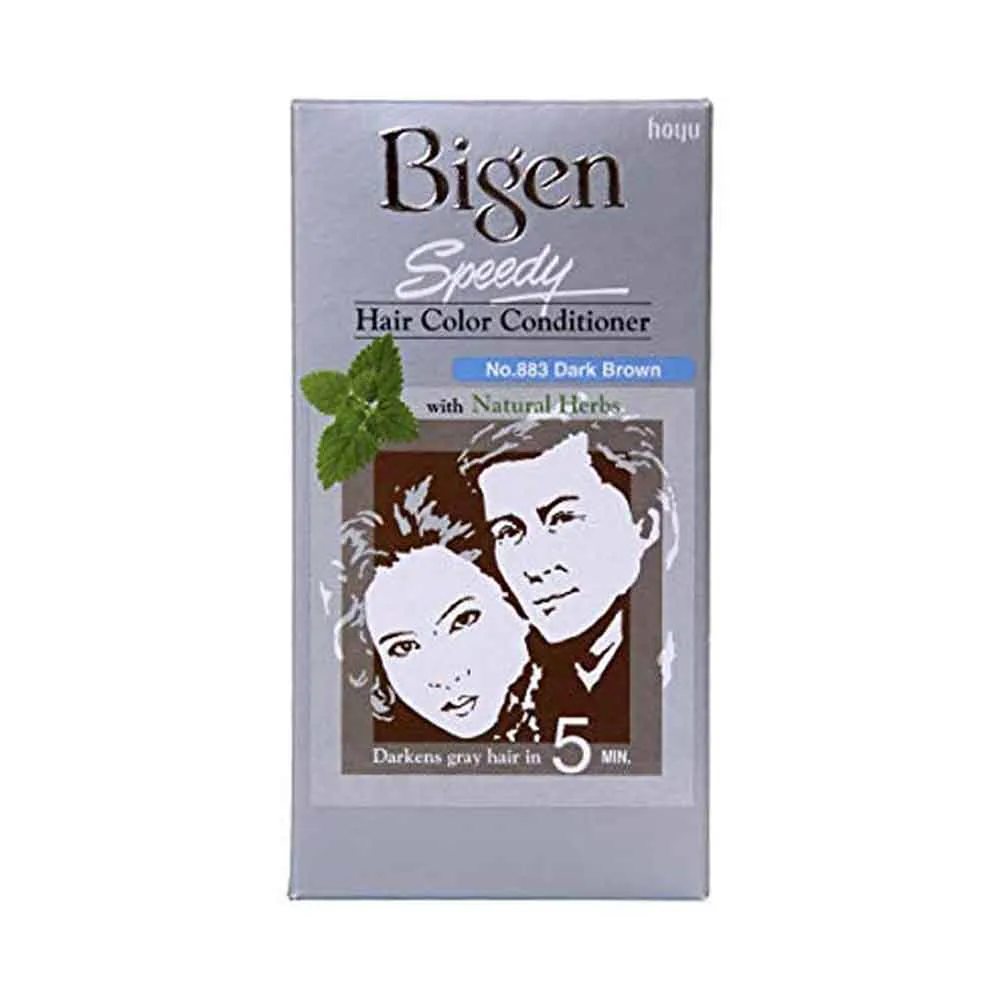 hoyu
Bigen
Speedy
Hair Color Conditioner
No.883 Dark Brown
with Natural Herbs
Darkens gray hair in 5 MIN.